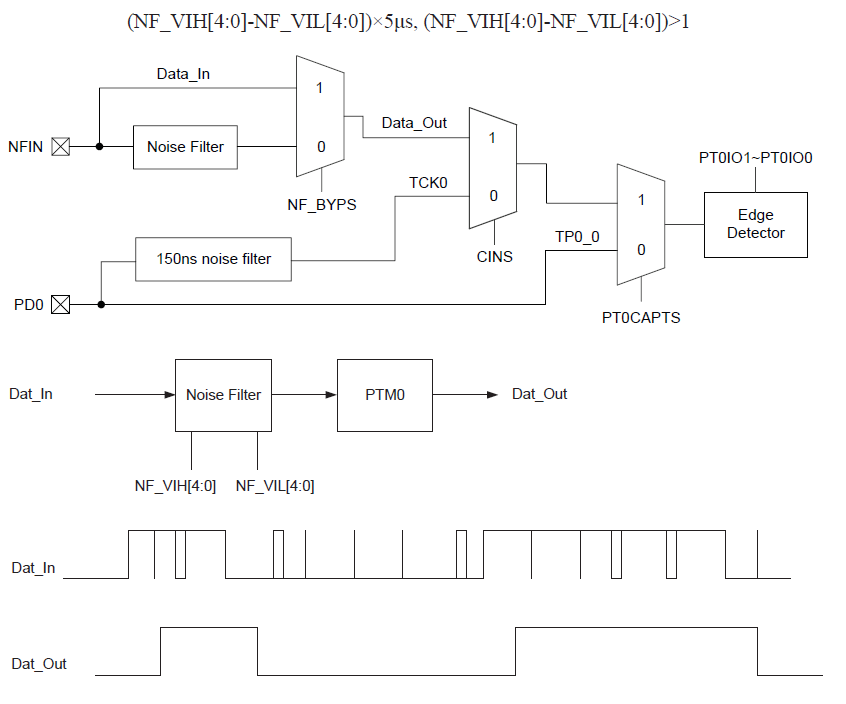 (NF_VIH[4:0]-NF_VIL[4:0])×5μs, (NF_VIH[4:0]-NF_VIL[4:0])>1
Data_In
1
NFIN
Noise Filter
0
NF_BYPS
Data_Out
1
TCK0
0
CINS
150ns noise filter
PD0
TP0_0
1
0
PT0CAPTS
PT0IO1~PT0IO0
Edge
Detector
Dat_In
Noise Filter
PTM0
Dat_Out
NF_VIH[4:0]
NF_VIL[4:0]
Dat_In
Dat_Out